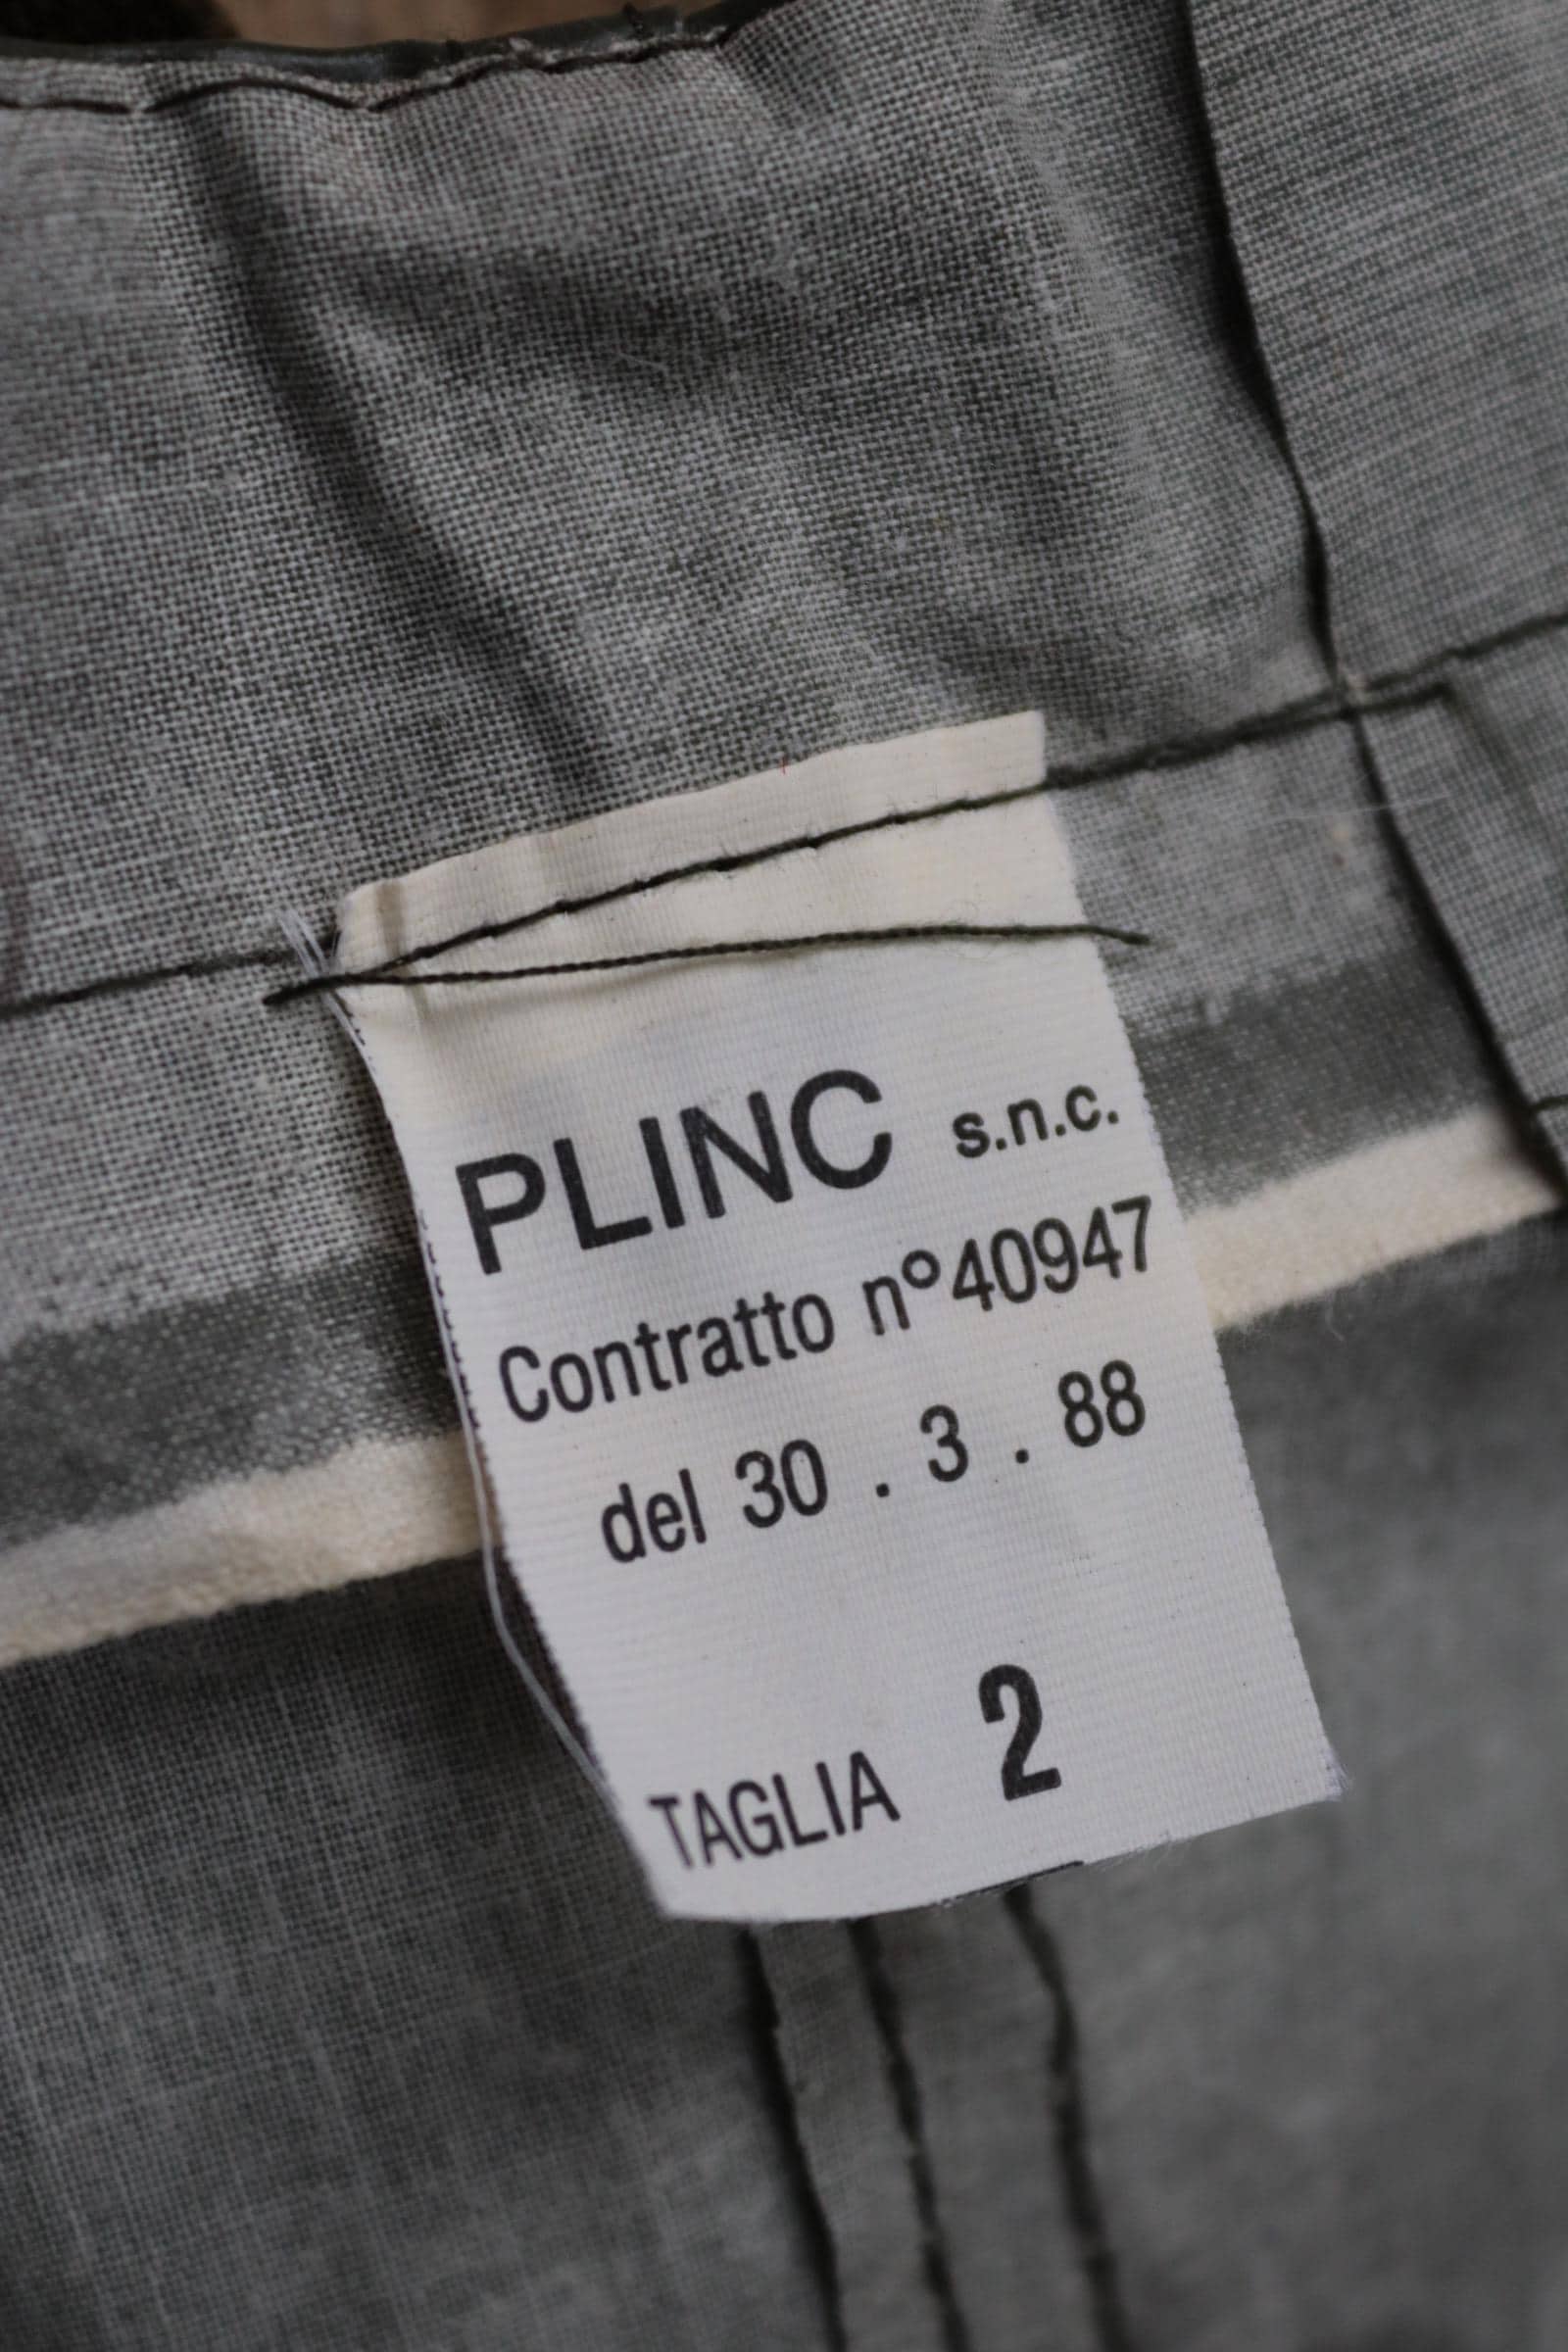 PLINC s.n.c.
Contratto n°40947
del 30 . 3 . 88
TAGLIA 2